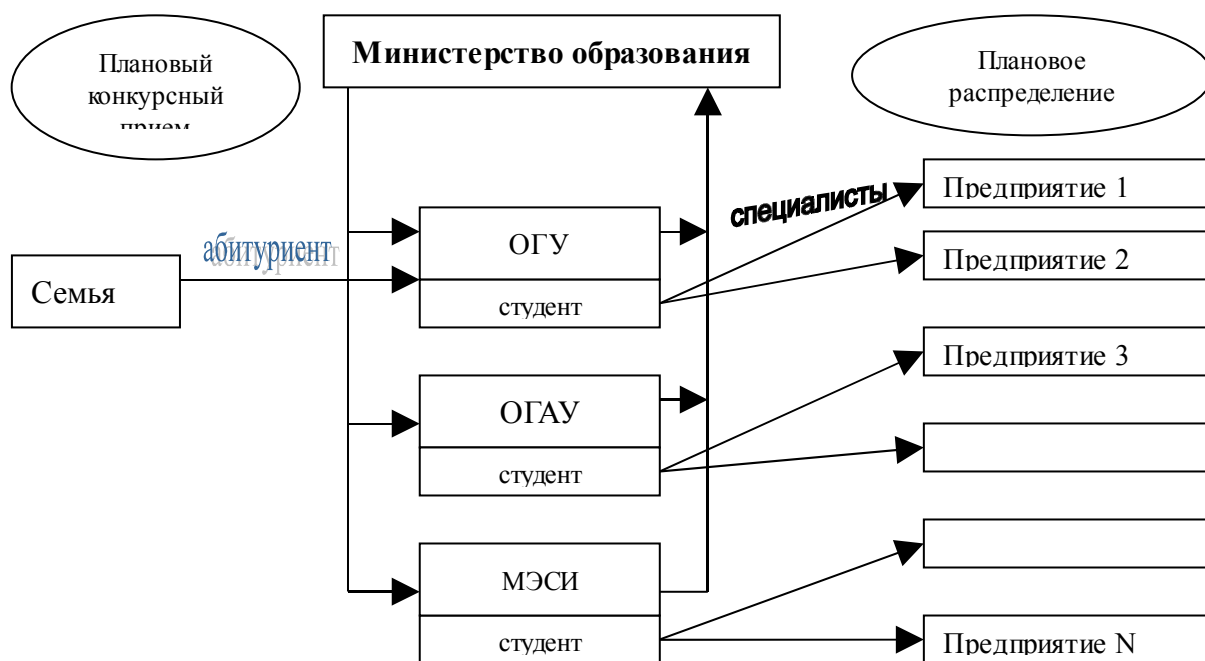 Плановый
конкурсный
прием
Министерство образования
Плановое
распределение
абитуриент
специалисты
Семья
ОГУ
студент
ОГАУ
студент
МЭСИ
студент
Предприятие 1
Предприятие 2
Предприятие 3
Предприятие N